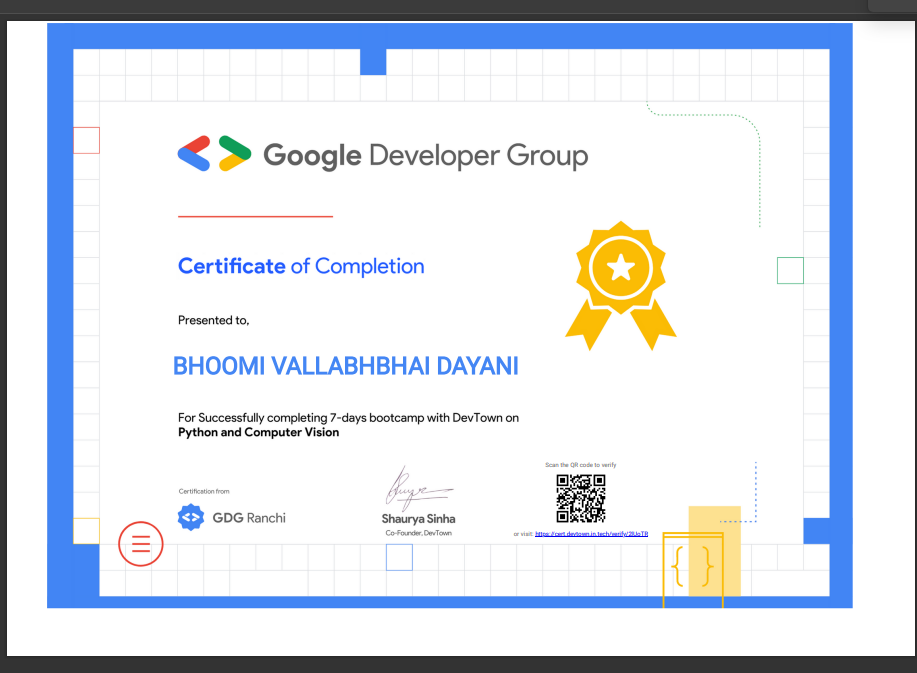 Google Developer Group
Certificate of Completion
Presented to,
BHOOMI VALLABHBHAI DAYANI
For Successfully completing 7-days bootcamp with DevTown on
Python and Computer Vision
Scan the QR code to verify
Certification from
GDG Ranchi
Shaurya Sinha
Co-Founder, DevTown
or visit: https://cert.devtown.in.tech/verify/
{ }